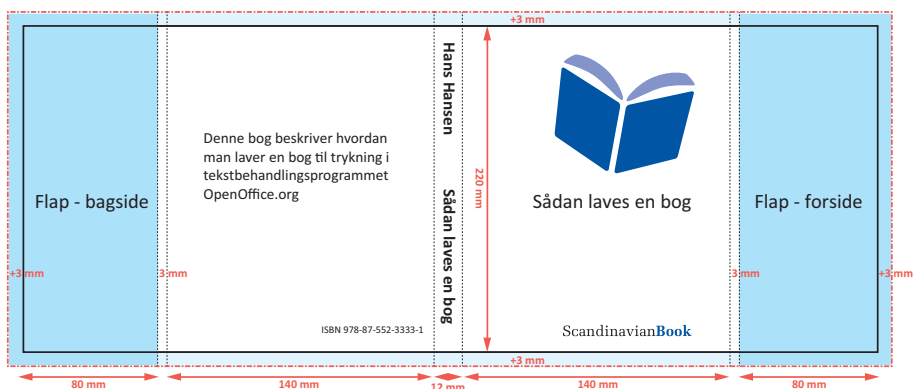 +3 mm
Flap - bagside
+3 mm
3 mm
Denne bog beskriver hvordan
man laver en bog til trykning i
tekstbehandlingsprogrammet
OpenOffice.org
ISBN 978-87-552-3333-1
Hans Hansen
Sådan laves en bog
220 mm
Sådan laves en bog
ScandinavianBook
3 mm
Flap - forside
+3 mm
+3 mm
80 mm
140 mm
12 mm
140 mm
80 mm